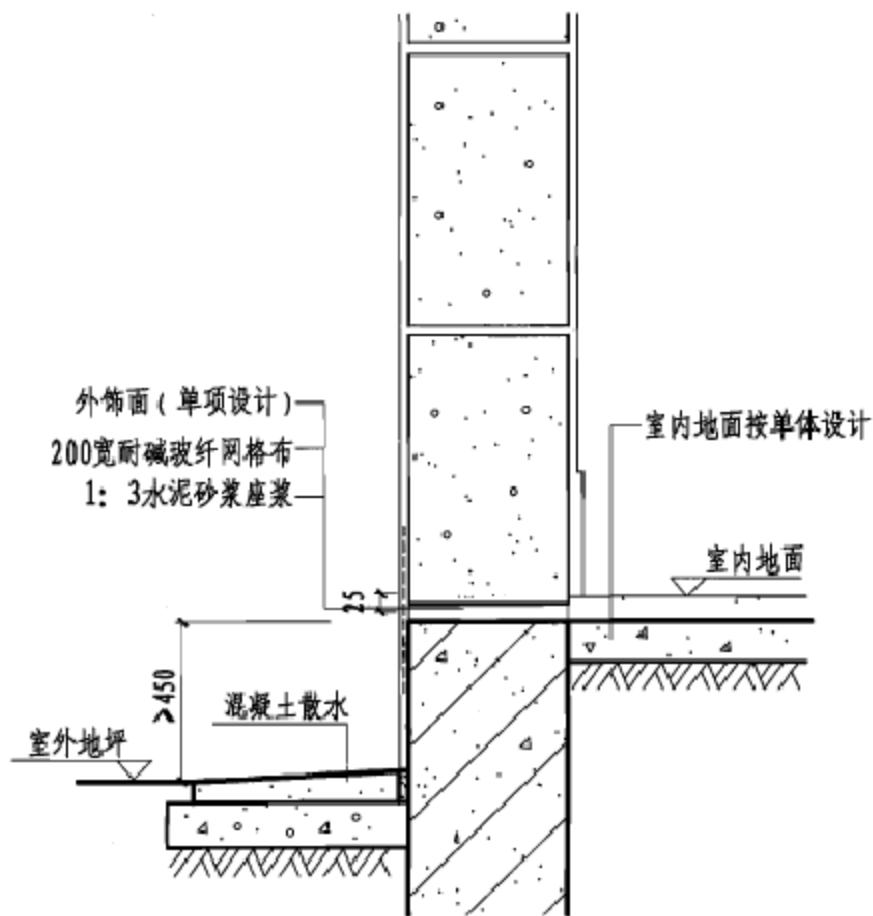 外饰面（单项设计）
200宽耐碱玻纤网格布
1：3水泥砂浆座浆
室内地面按单体设计
室内地面
25
≥450
混凝土散水
室外地坪